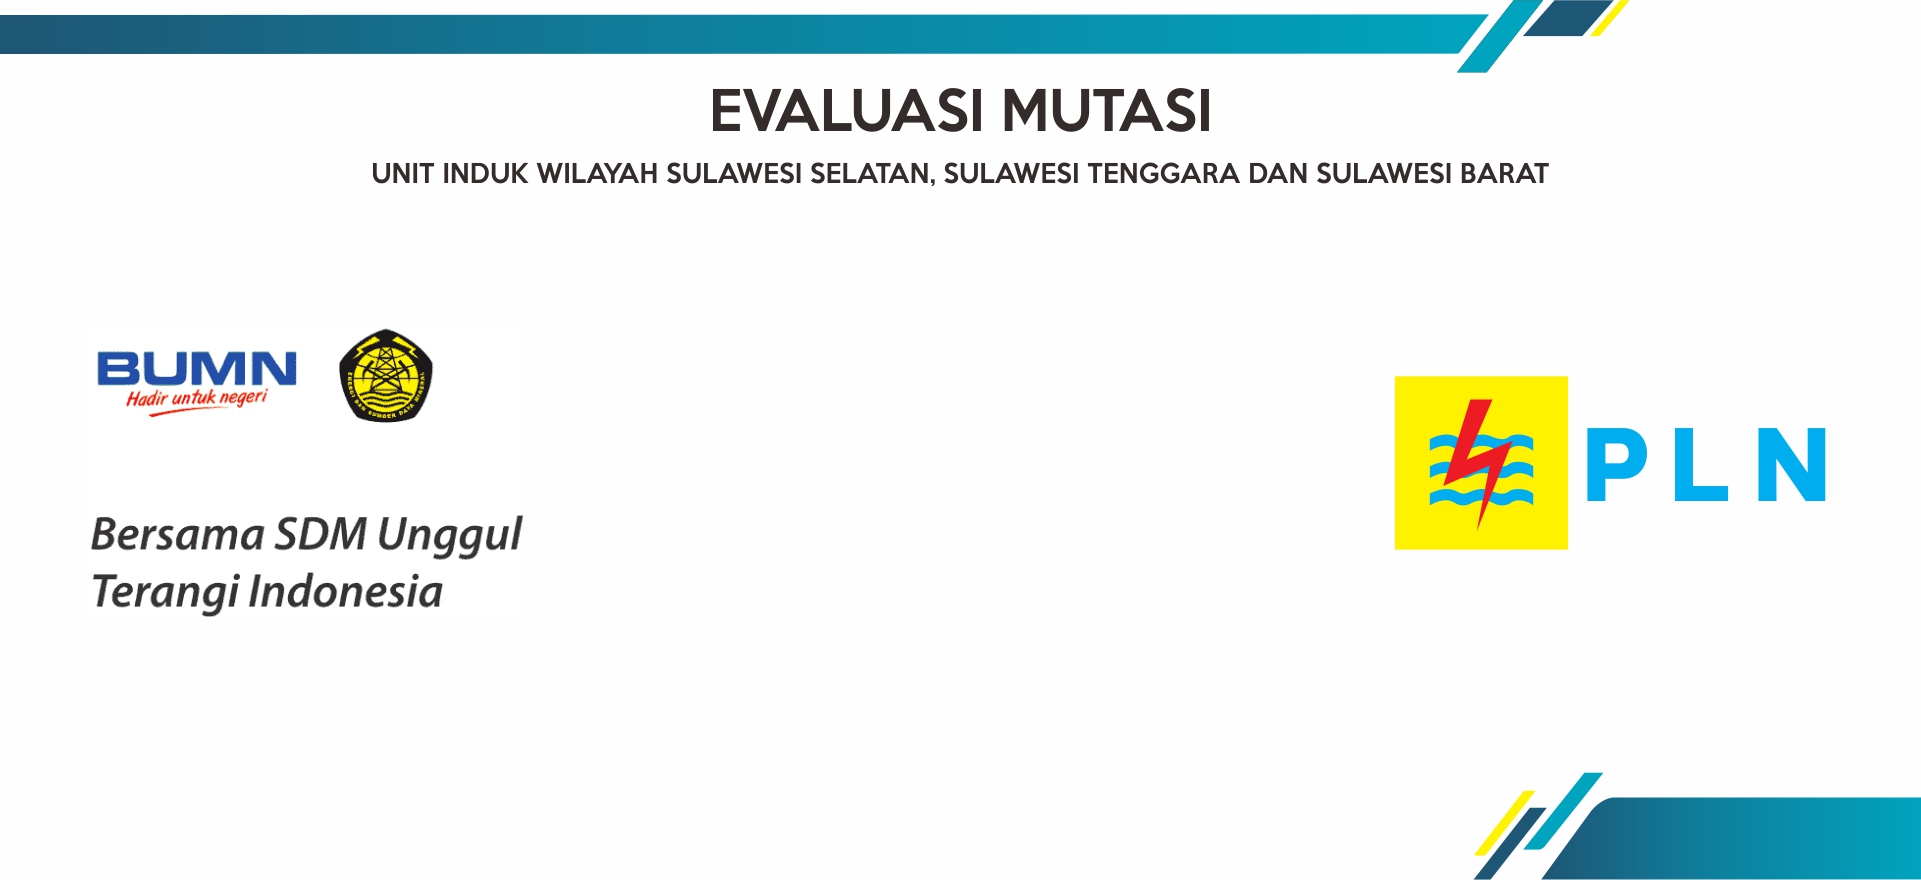 EVALUASI MUTASI
UNIT INDUK WILAYAH SULAWESI SELATAN, SULAWESI TENGGARA DAN SULAWESI BARAT
BUMN
Hadir untuk negeri
ENERGI DAN SUMBER DAYA MINERAL
PLN
Bersama SDM Unggul
Terangi Indonesia